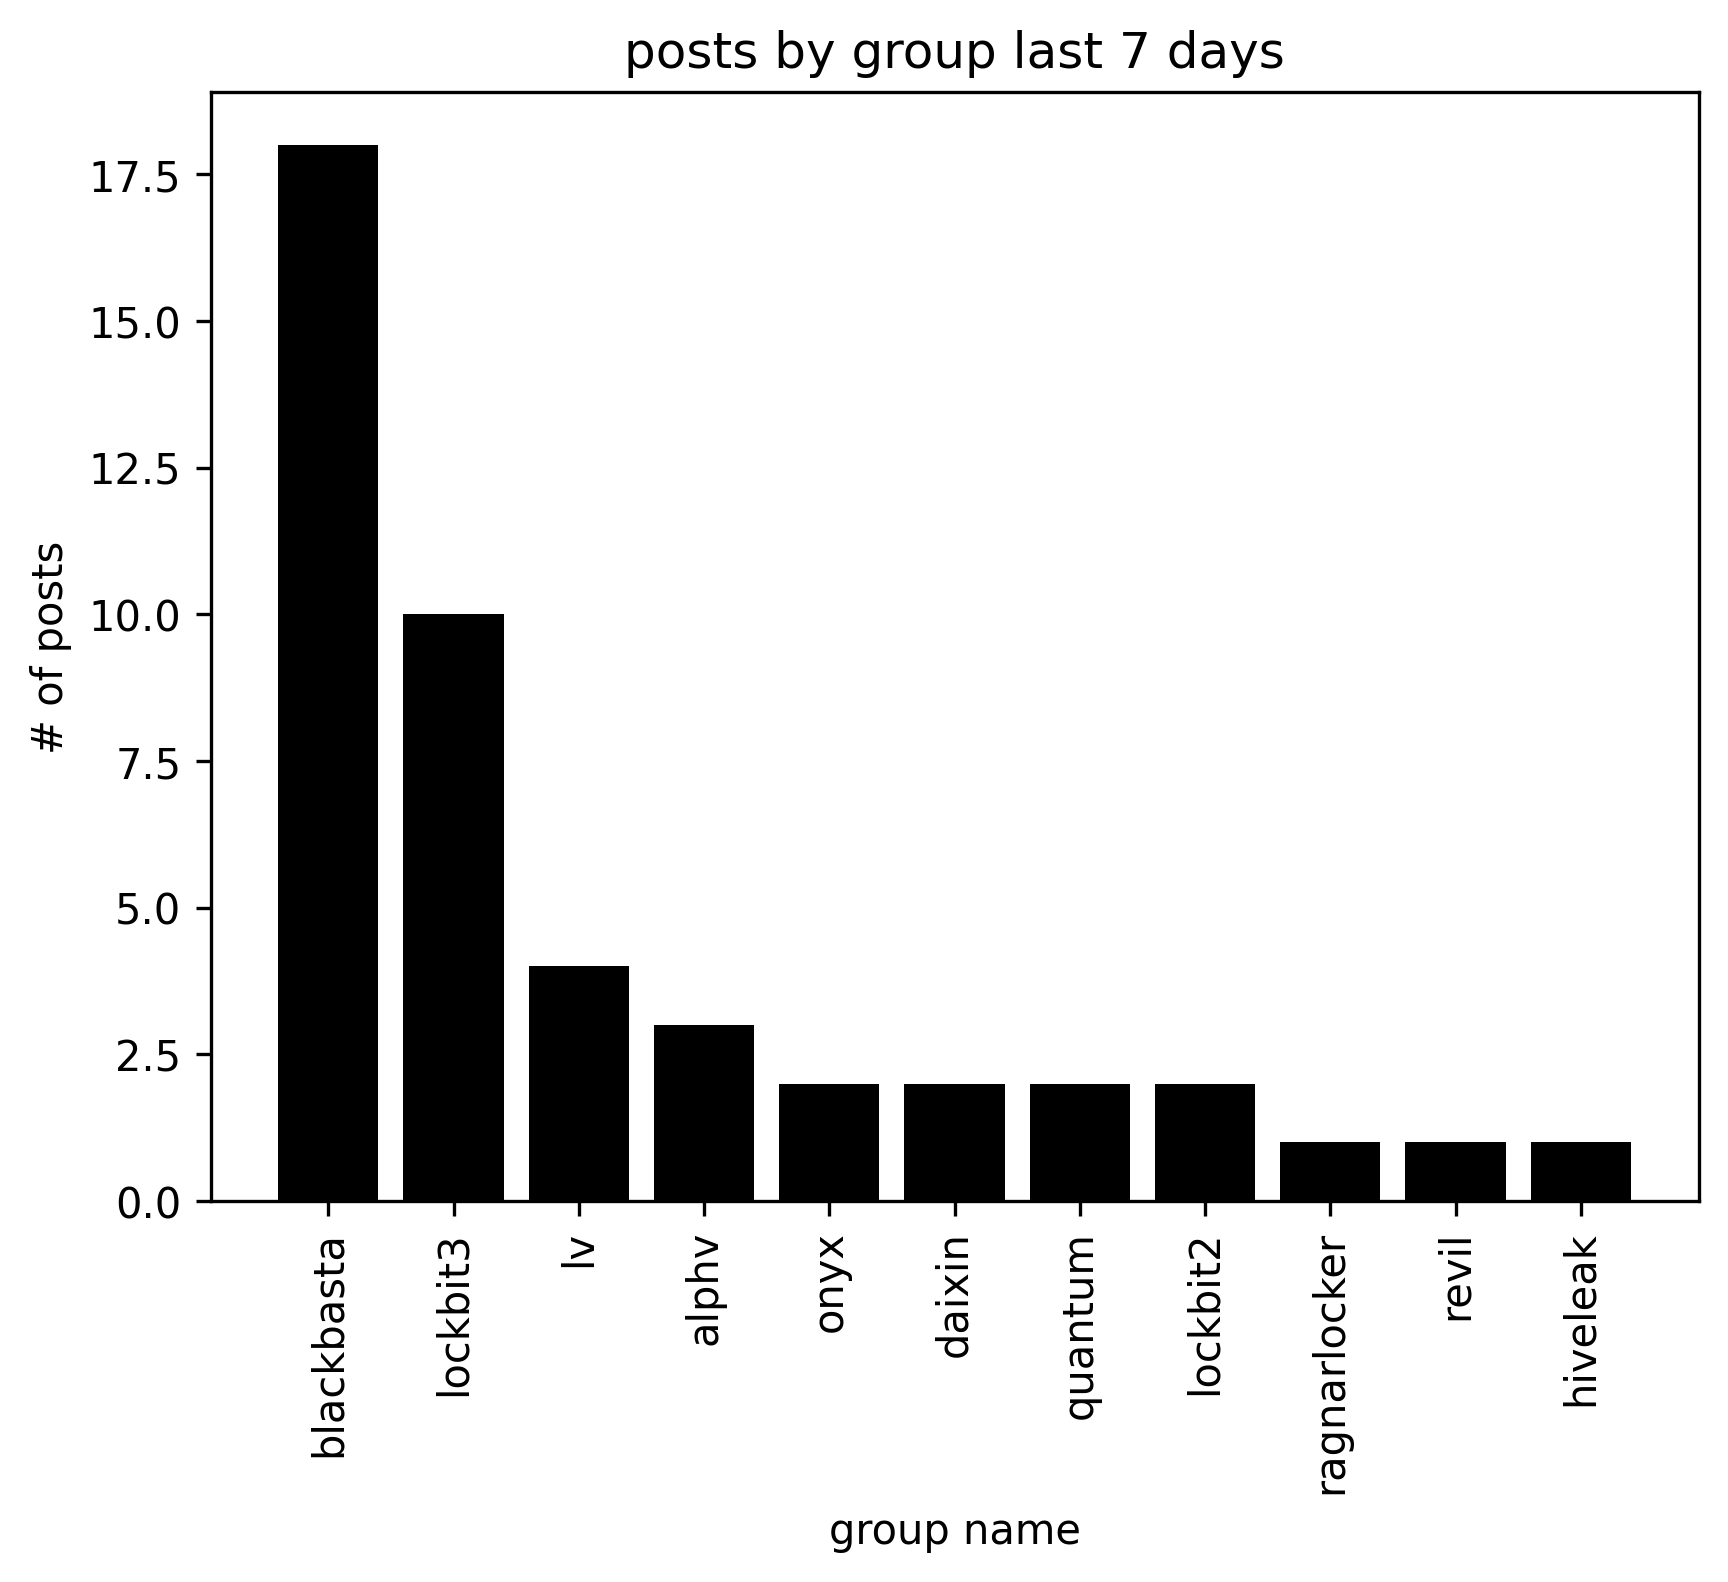 posts by group last 7 days
# of posts
17.5
15.0
12.5
10.0
7.5
5.0
2.5
0.0
blackbasta
lockbit3
lv
alphv
onyx
daixin
quantum
lockbit2
ragnarlocker
revil
hiveleak
group name